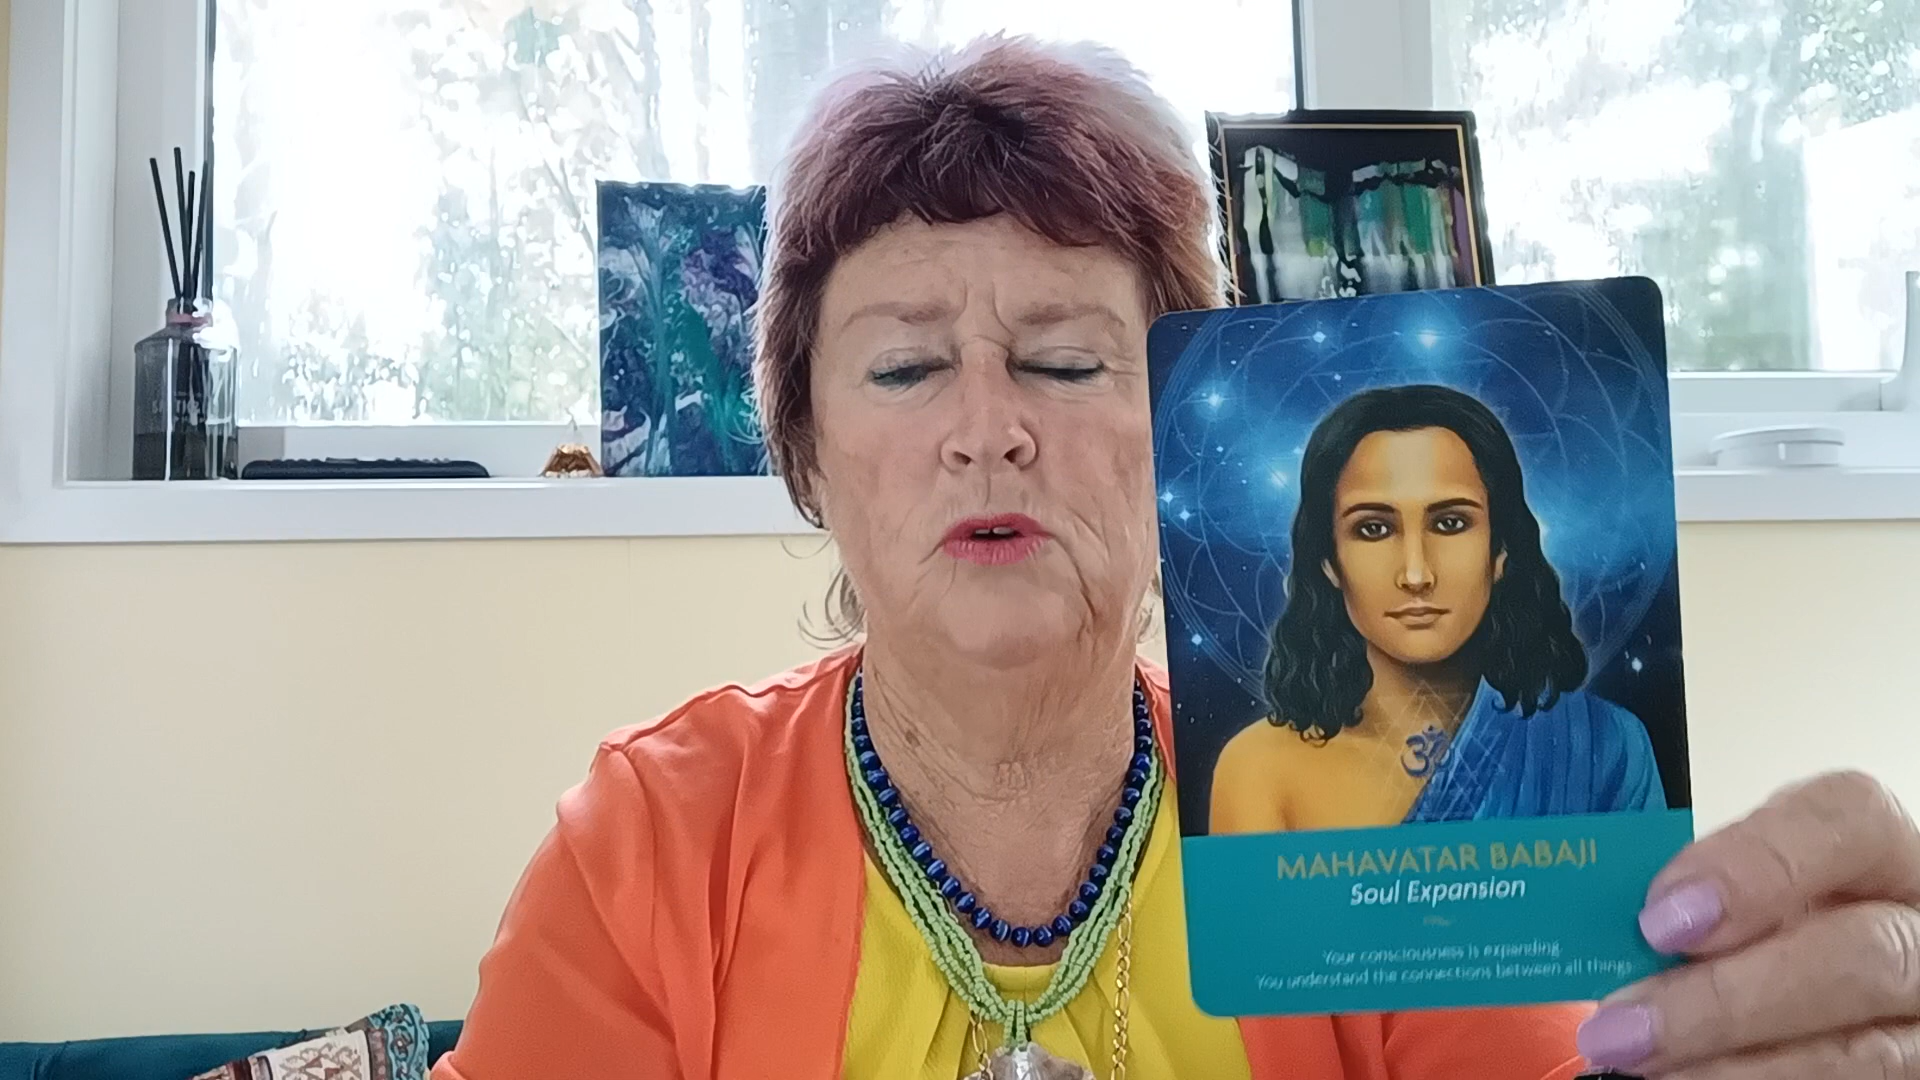 MAHAVATAR BABAJI
Soul Expansion
Your consciousness is expanding.
You understand the connections between all things.